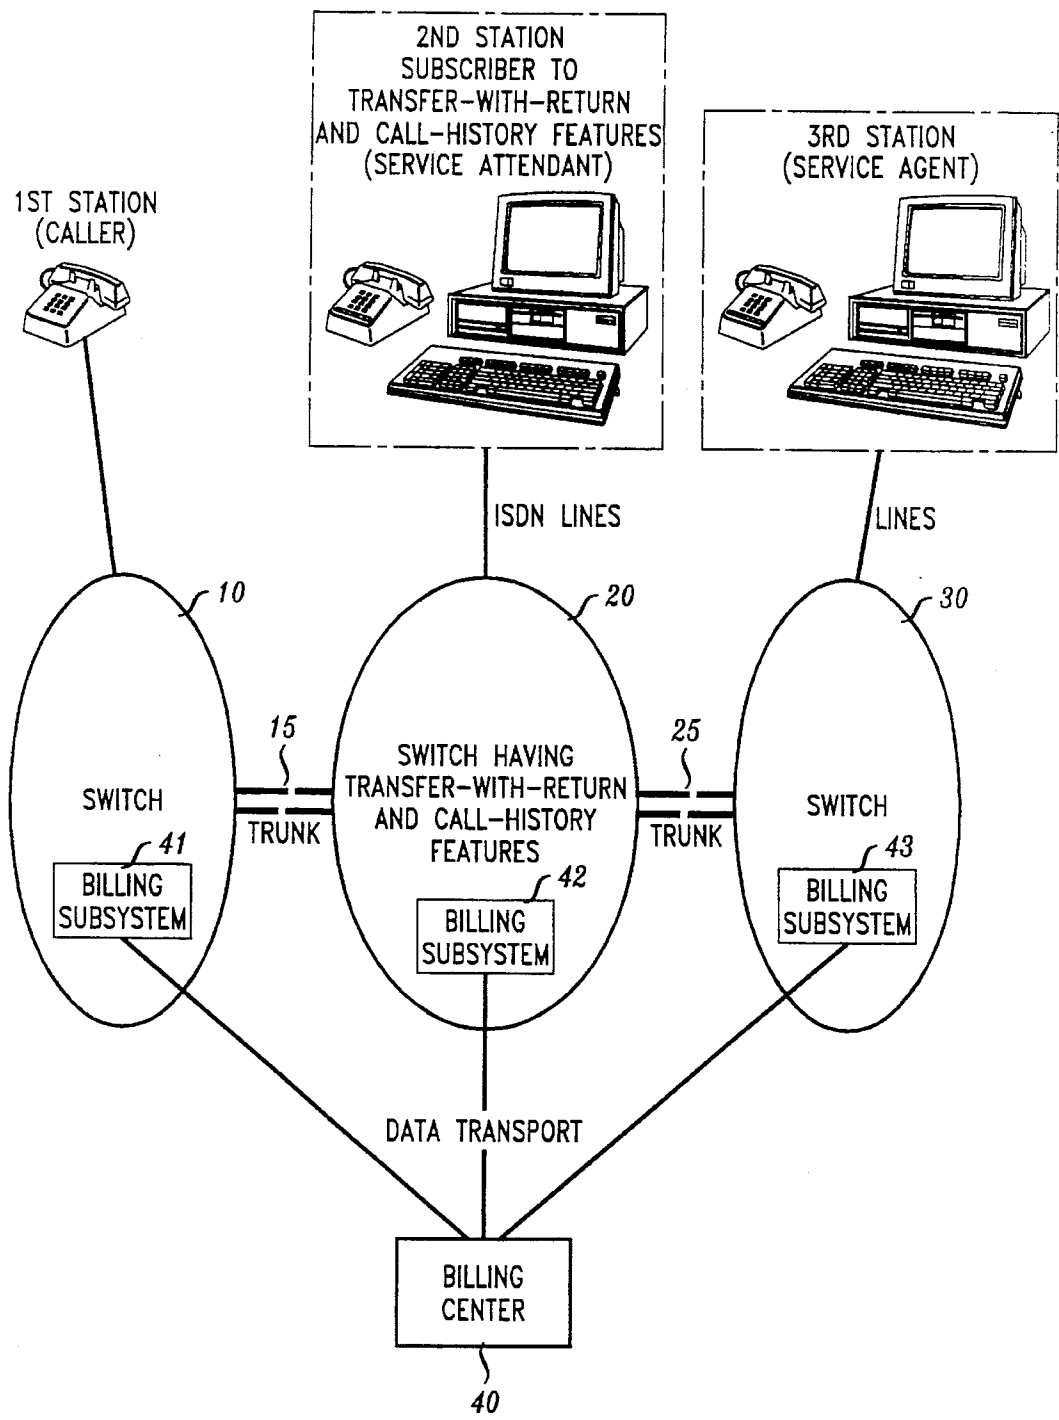 2ND STATION
SUBSCRIBER TO
TRANSFER-WITH-RETURN
AND CALL-HISTORY FEATURES
(SERVICE ATTENDANT)
3RD STATION
(SERVICE AGENT)
1ST STATION
(CALLER)
ISDN LINES
LINES
10
20
30
15
25
SWITCH
TRUNK
SWITCH HAVING
TRANSFER-WITH-RETURN
AND CALL-HISTORY
FEATURES
TRUNK
SWITCH
41
BILLING
SUBSYSTEM
42
BILLING
SUBSYSTEM
43
BILLING
SUBSYSTEM
DATA TRANSPORT
BILLING
CENTER
40